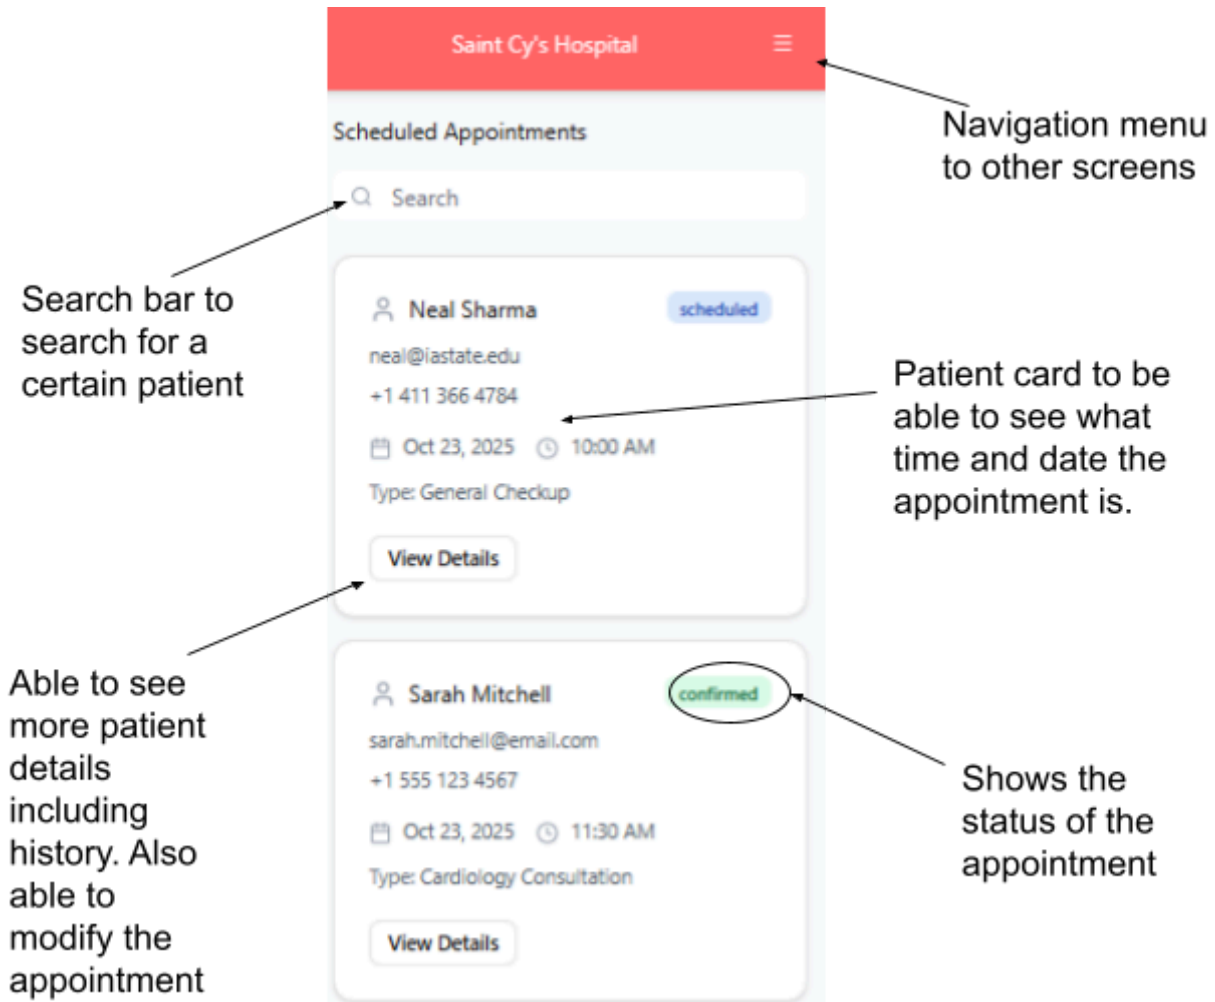 Saint Cy's Hospital
Navigation menu
to other screens
Scheduled Appointments
Search
Search bar to
search for a
certain patient
Neal Sharma
scheduled
neal@iastate.edu
+1 411 366 4784
Oct 23, 2025
10:00 AM
Type: General Checkup
View Details
Patient card to be
able to see what
time and date the
appointment is.
Able to see
more patient
details
including
history. Also
able to
modify the
appointment
Sarah Mitchell
confirmed
sarah.mitchell@email.com
+1 555 123 4567
Oct 23, 2025
11:30 AM
Type: Cardiology Consultation
View Details
Shows the
status of the
appointment